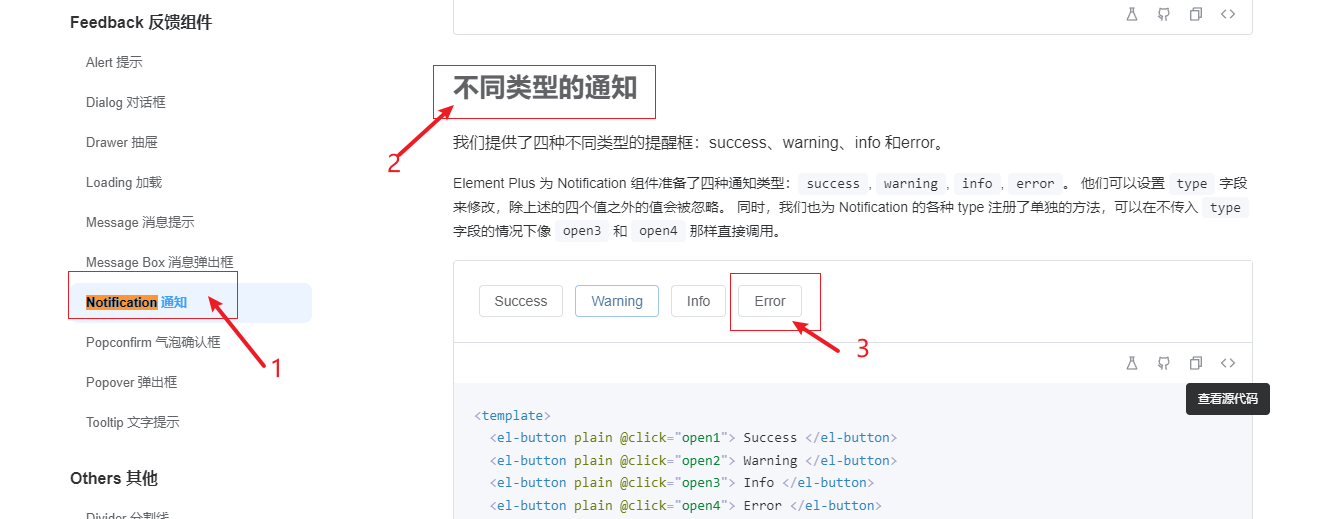 Feedback 反馈组件
Alert 提示
Dialog 对话框
Drawer 抽屉
Loading 加载
Message 消息提示
Message Box 消息弹出框
Notification 通知
1
Popconfirm 气泡确认框
Popover 弹出框
Tooltip 文字提示
Others 其他
Divider 分割线
不同类型的通知
2
我们提供了四种不同类型的提醒框：success、warning、info 和error。
Element Plus 为 Notification 组件准备了四种通知类型： success , warning , info , error 。 他们可以设置 type 字段
来修改，除上述的四个值之外的值会被忽略。 同时，我们也为 Notification 的各种 type 注册了单独的方法，可以在不传入 type
字段的情况下像 open3 和 open4 那样直接调用。
Success Warning Info Error
3
查看源代码
<template>
<el-button plain @click="open1"> Success </el-button>
<el-button plain @click="open2"> Warning </el-button>
<el-button plain @click="open3"> Info </el-button>
<el-button plain @click="open4"> Error </el-button>